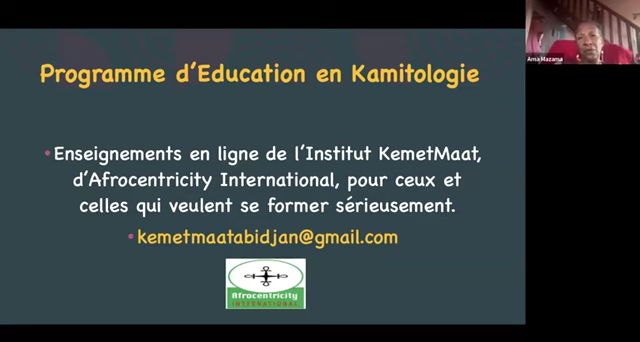 Programme d'Education en Kamitologie
Ama Mazama
• Enseignements en ligne de l'Institut KemetMaat,
d'Afrocentricity International, pour ceux et
celles qui veulent se former sérieusement.
• kemetmaatabidjan@gmail.com
Afrocentricity
INTERNATIONAL